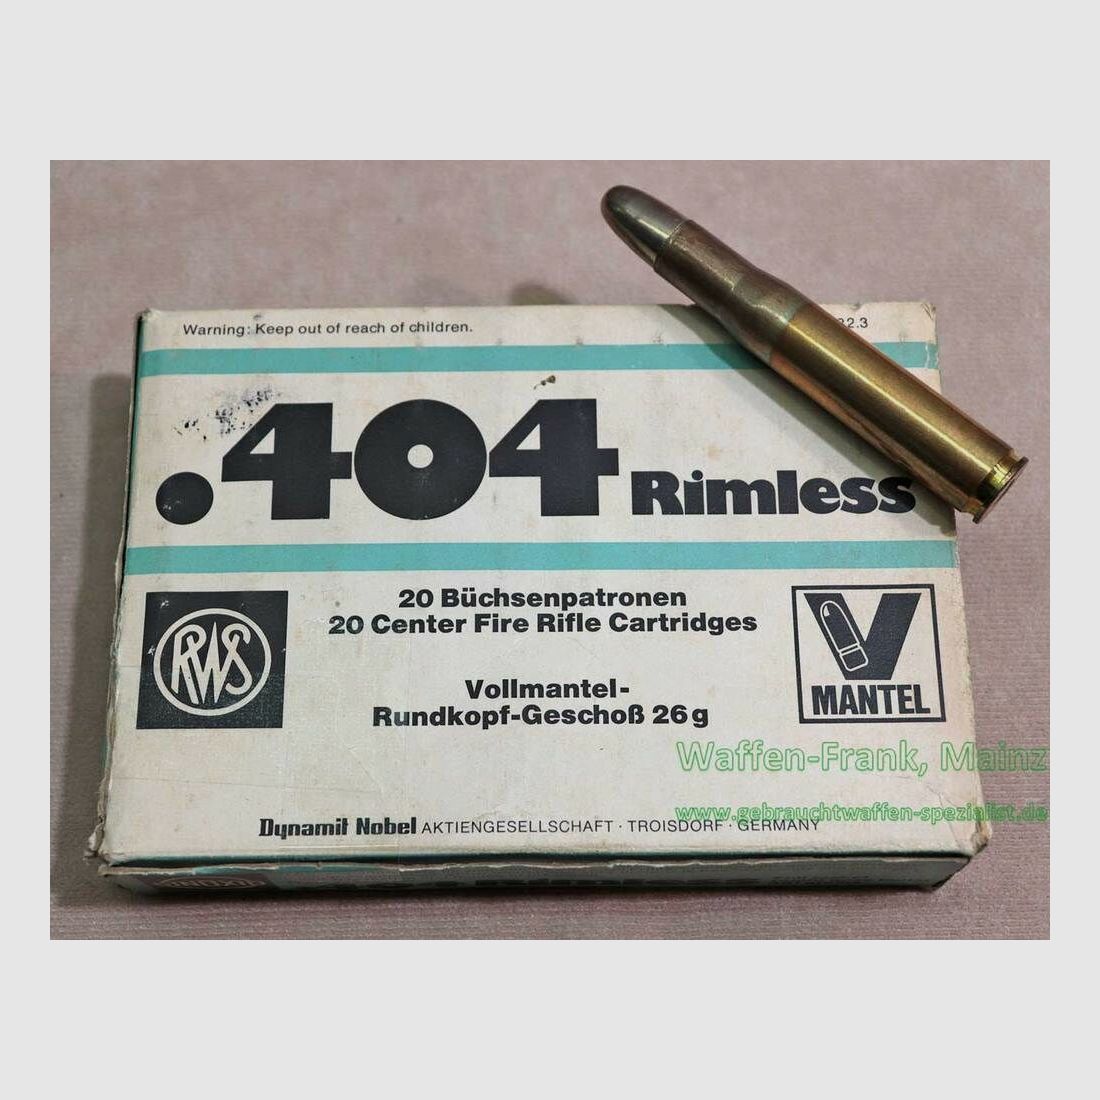 Warning: Keep out of reach of children.
.404 Rimless
20 Büchsenpatronen
20 Center Fire Rifle Cartridges
RWS
V
MANTEL
Vollmantel-
Rundkopf-Geschoß 26 g
Waffen-Frank, Mainz
www.gebrauchtwaffen-spezialist.de
Dynamit Nobel AKTIENGESELLSCHAFT · TROISDORF · GERMANY